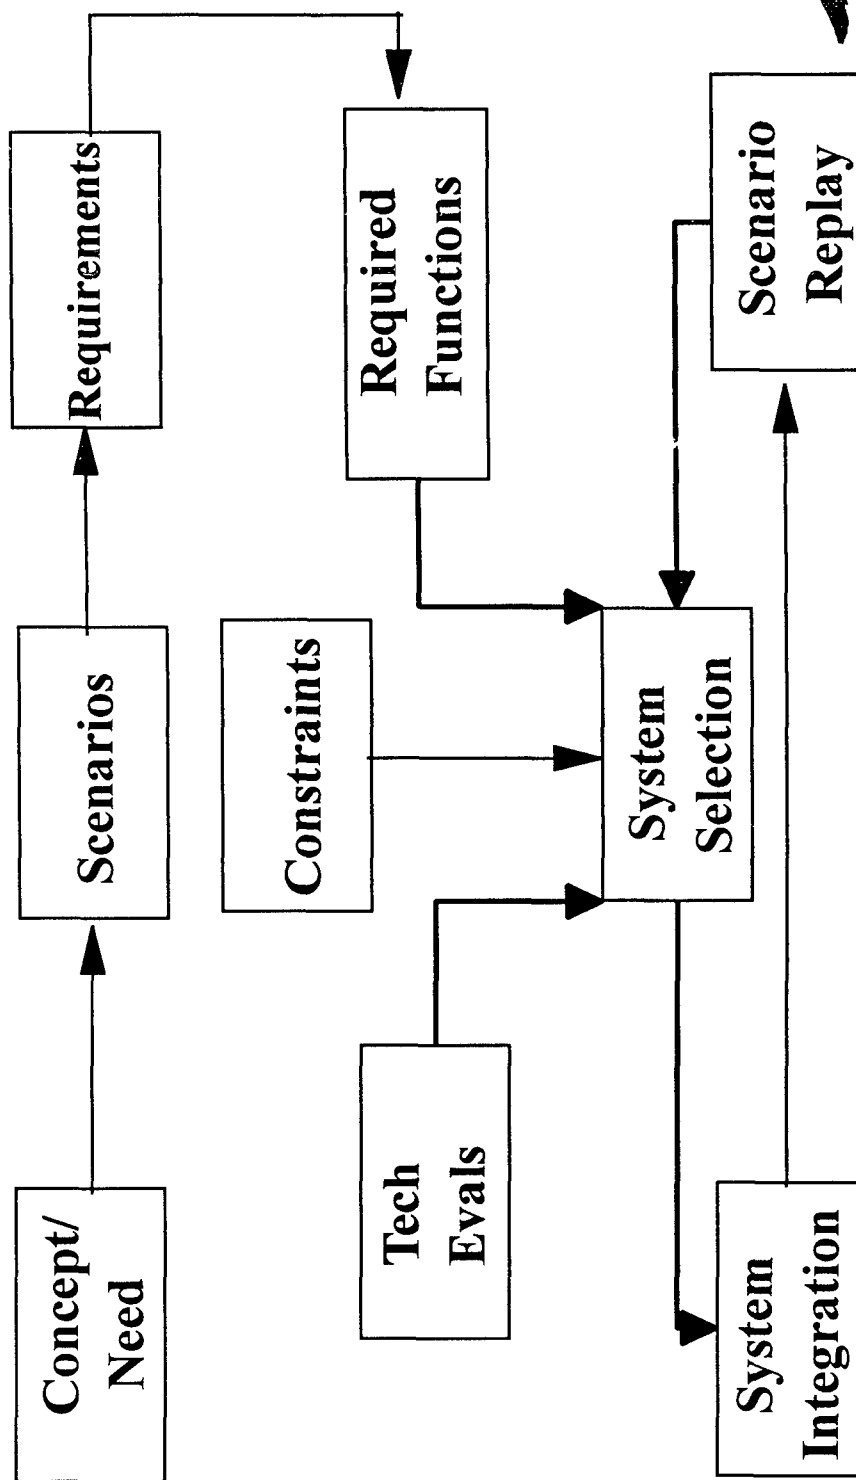 Concept/
Need
Scenarios
Requirements
Constraints
Tech
Evals
Required
Functions
System
Selection
System
Integration
Scenario
Replay